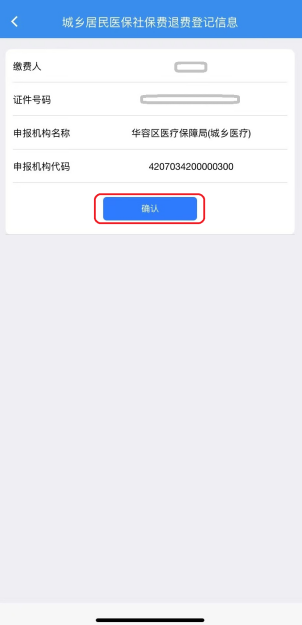 城乡居民医保社保费退费登记信息
缴费人
证件号码
申报机构名称 华容区医疗保障局(城乡医疗)
申报机构代码 4207034200000300
确认